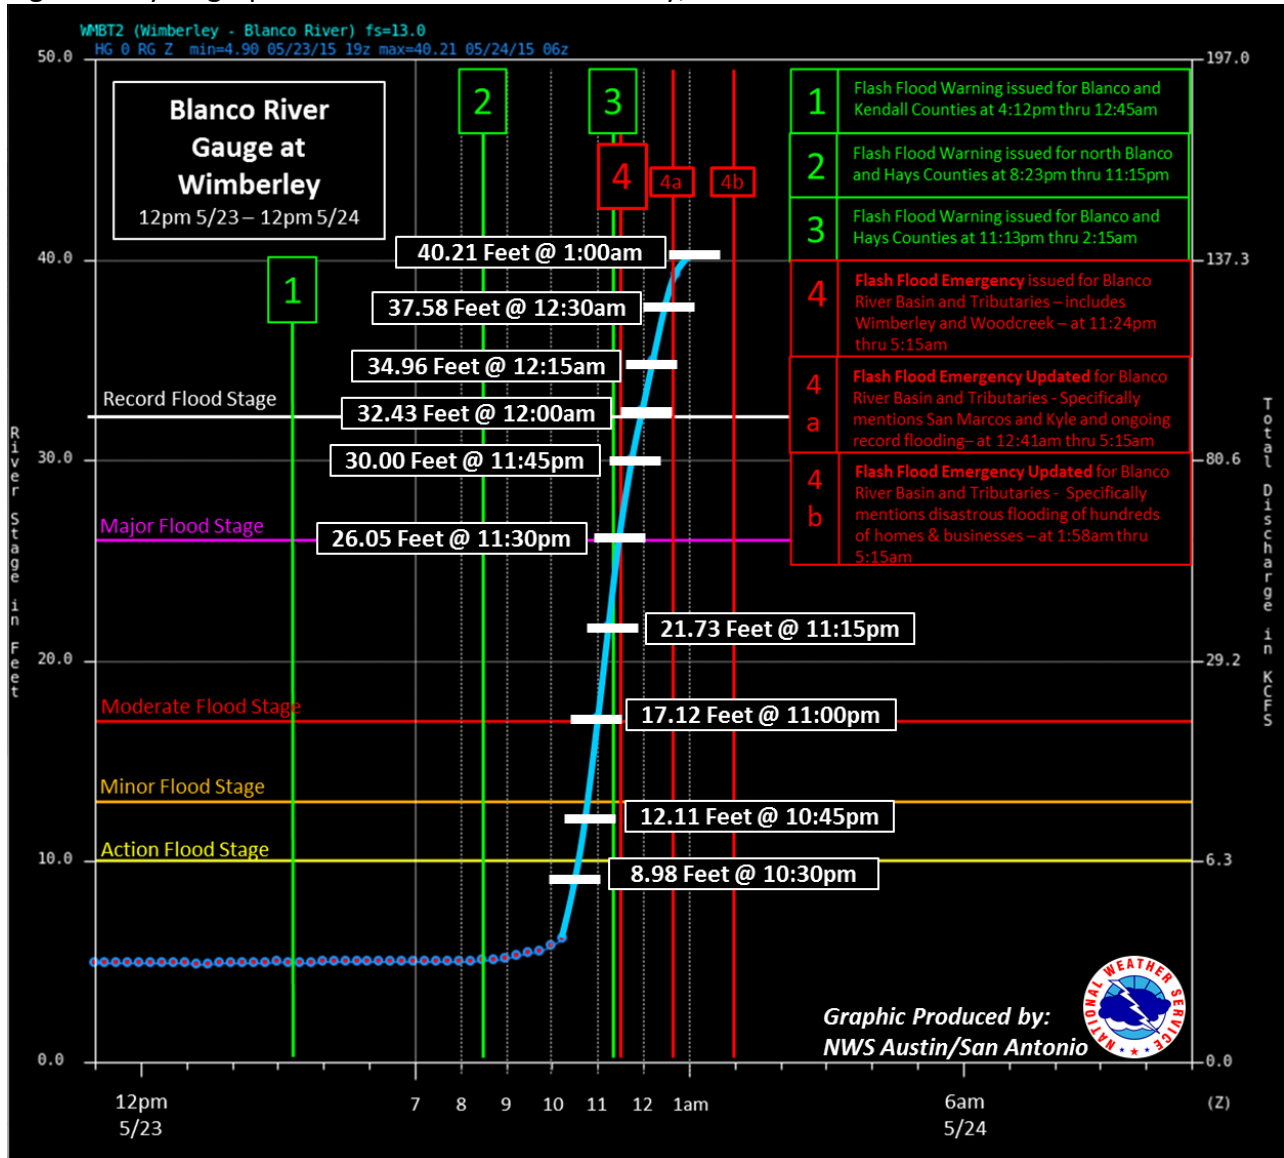 WMBT2 (Wimberley - Blanco River) fs=13.0
HG 0 RG Z min=4.90 05/23/15 19z max=40.21 05/24/15 06z
50.0
197.0
Blanco River
Gauge at
Wimberley
12pm 5/23 – 12pm 5/24
2
3
4
4a
4b
1
1
Flash Flood Warning issued for Blanco and
Kendall Counties at 4:12pm thru 12:45am
2
Flash Flood Warning issued for north Blanco
and Hays Counties at 8:23pm thru 11:15pm
3
Flash Flood Warning issued for Blanco and
Hays Counties at 11:13pm thru 2:15am
4
Flash Flood Emergency issued for Blanco
River Basin and Tributaries – includes
Wimberley and Woodcreek – at 11:24pm
thru 5:15am
4
a
Flash Flood Emergency Updated for Blanco
River Basin and Tributaries - Specifically
mentions San Marcos and Kyle and ongoing
record flooding– at 12:41am thru 5:15am
4
b
Flash Flood Emergency Updated for Blanco
River Basin and Tributaries - Specifically
mentions disastrous flooding of hundreds
of homes & businesses – at 1:58am thru
5:15am
40.21 Feet @ 1:00am
40.0
137.3
37.58 Feet @ 12:30am
34.96 Feet @ 12:15am
Record Flood Stage
32.43 Feet @ 12:00am
30.00 Feet @ 11:45pm
30.0
80.6
Major Flood Stage
26.05 Feet @ 11:30pm
21.73 Feet @ 11:15pm
20.0
29.2
Moderate Flood Stage
17.12 Feet @ 11:00pm
Minor Flood Stage
12.11 Feet @ 10:45pm
Action Flood Stage
10.0
6.3
8.98 Feet @ 10:30pm
River Stage in Feet
Total Discharge in KCFS
NATIONAL WEATHER SERVICE
Graphic Produced by:
NWS Austin/San Antonio
0.0
0.0
12pm
5/23
7
8
9
10
11
12
1am
6am
5/24
(Z)